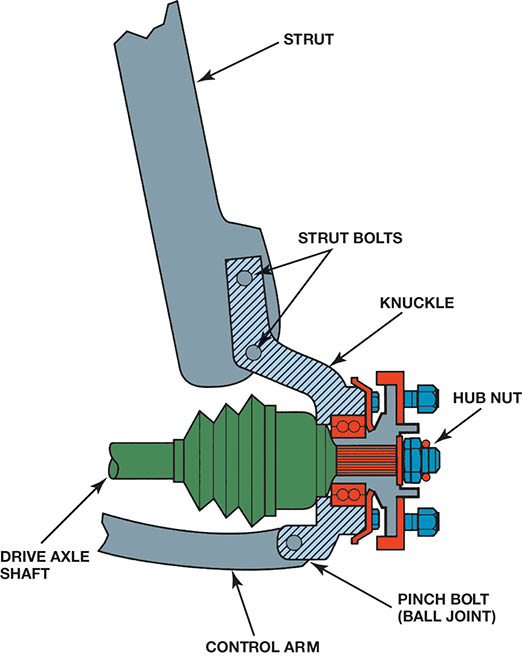 STRUT
STRUT BOLTS
KNUCKLE
HUB NUT
DRIVE AXLE
SHAFT
PINCH BOLT
(BALL JOINT)
CONTROL ARM